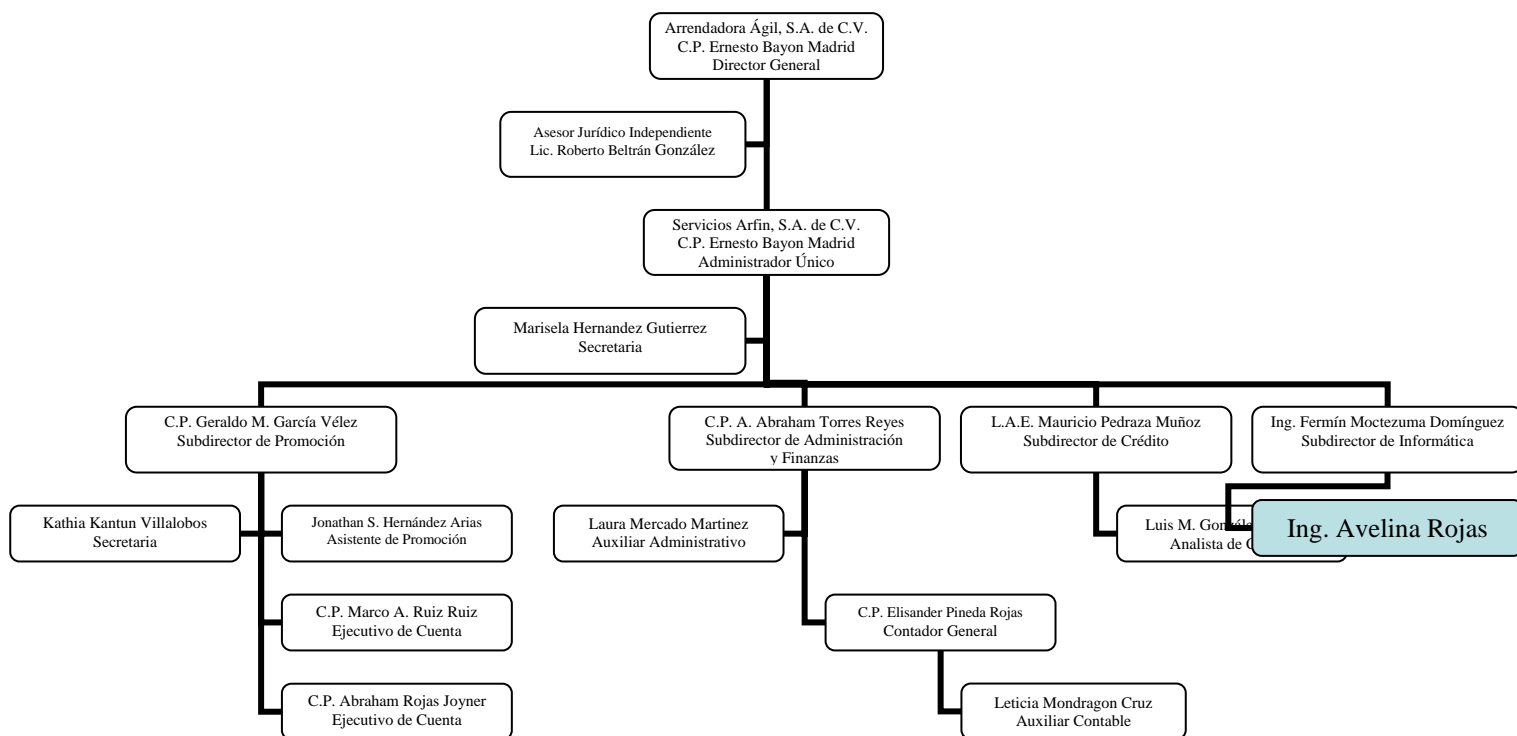 Arrendadora Ágil, S.A. de C.V.
C.P. Ernesto Bayon Madrid
Director General
Asesor Jurídico Independiente
Lic. Roberto Beltrán González
Servicios Arfin, S.A. de C.V.
C.P. Ernesto Bayon Madrid
Administrador Único
Marisela Hernandez Gutierrez
Secretaria
C.P. Geraldo M. García Vélez
Subdirector de Promoción
C.P. A. Abraham Torres Reyes
Subdirector de Administración
y Finanzas
L.A.E. Mauricio Pedraza Muñoz
Subdirector de Crédito
Ing. Fermín Moctezuma Domínguez
Subdirector de Informática
Kathia Kantun Villalobos
Secretaria
Jonathan S. Hernández Arias
Asistente de Promoción
Laura Mercado Martinez
Auxiliar Administrativo
Luis M.
Analista de
Ing. Avelina Rojas
C.P. Marco A. Ruiz Ruiz
Ejecutivo de Cuenta
C.P. Elisander Pineda Rojas
Contador General
C.P. Abraham Rojas Joyner
Ejecutivo de Cuenta
Leticia Mondragon Cruz
Auxiliar Contable